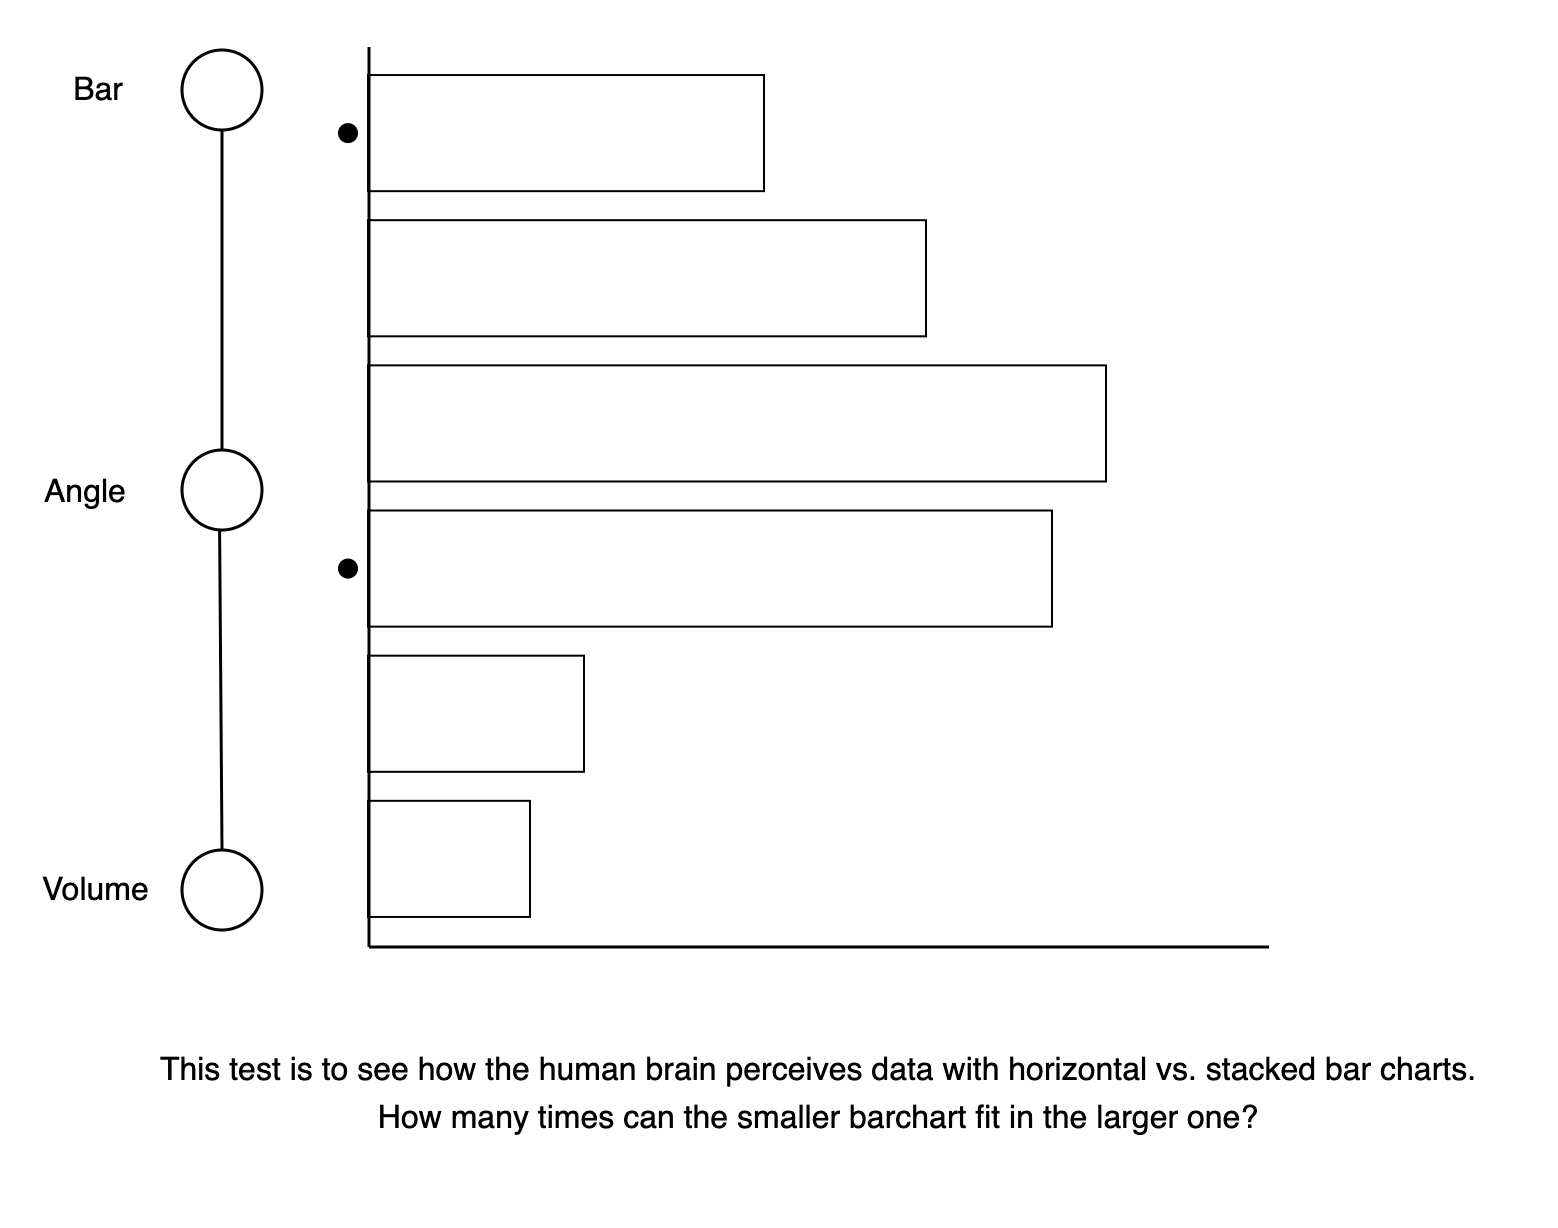 Bar
Angle
Volume
This test is to see how the human brain perceives data with horizontal vs. stacked bar charts.
How many times can the smaller barchart fit in the larger one?